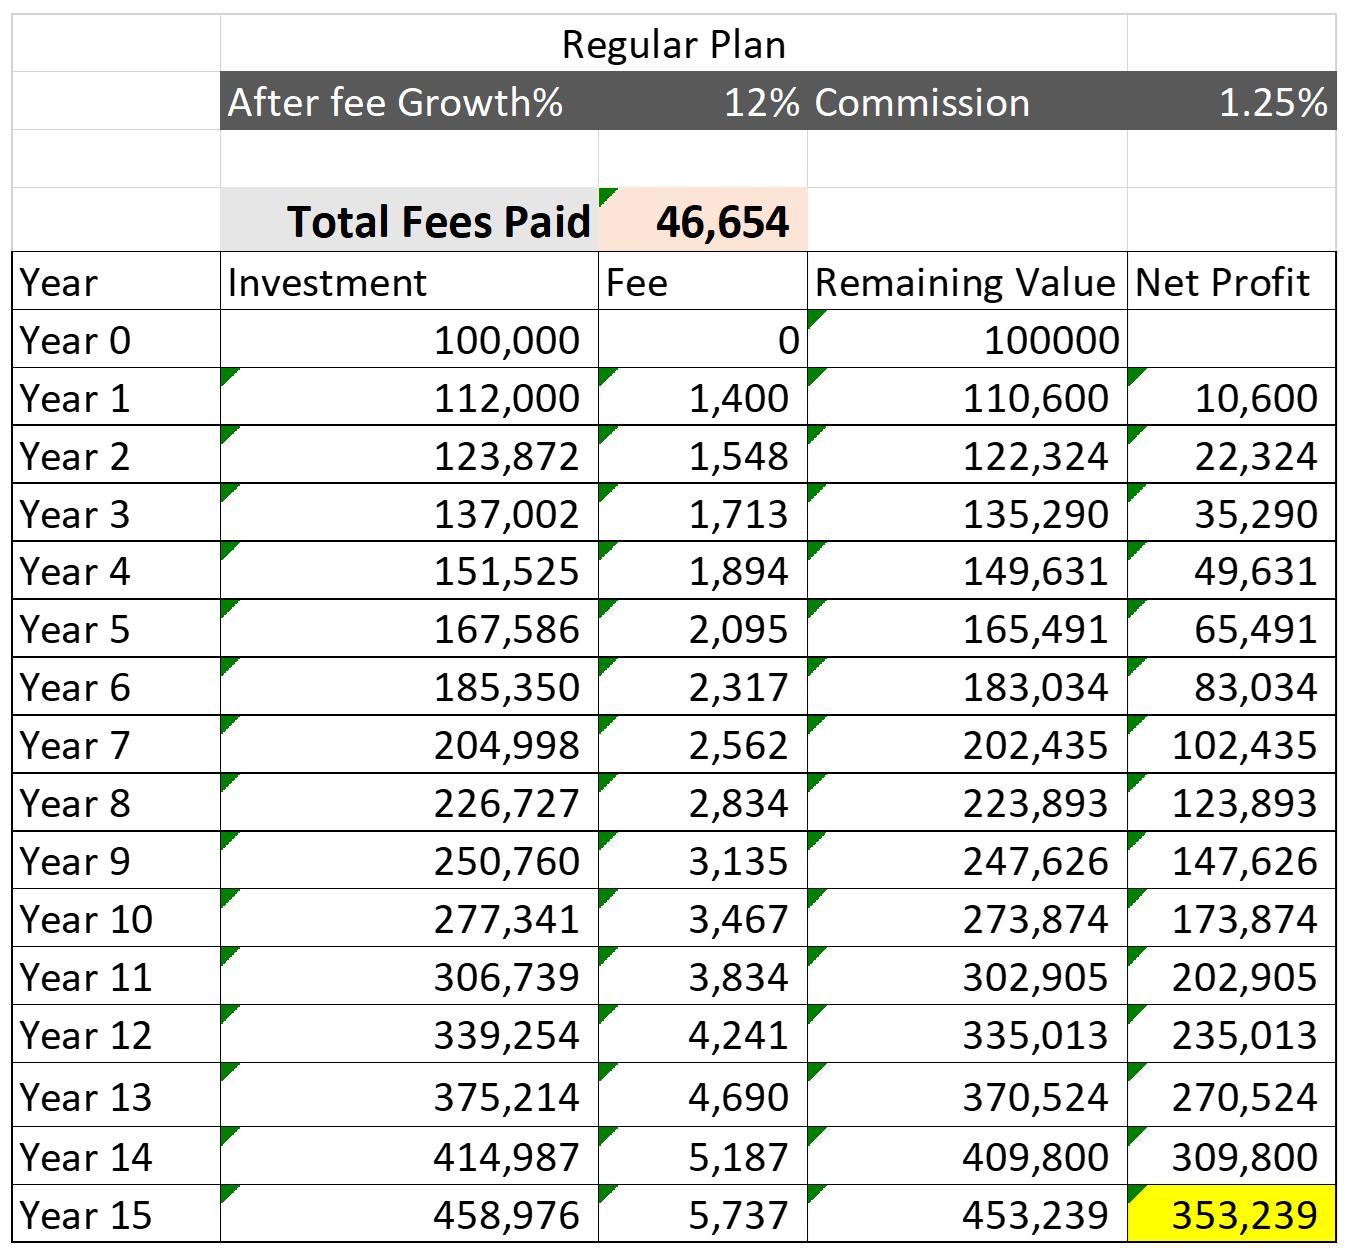 Regular Plan
After fee Growth% 12% Commission 1.25%
Total Fees Paid 46,654
Year Investment Fee Remaining Value Net Profit
Year 0 100,000 0 100000
Year 1 112,000 1,400 110,600 10,600
Year 2 123,872 1,548 122,324 22,324
Year 3 137,002 1,713 135,290 35,290
Year 4 151,525 1,894 149,631 49,631
Year 5 167,586 2,095 165,491 65,491
Year 6 185,350 2,317 183,034 83,034
Year 7 204,998 2,562 202,435 102,435
Year 8 226,727 2,834 223,893 123,893
Year 9 250,760 3,135 247,626 147,626
Year 10 277,341 3,467 273,874 173,874
Year 11 306,739 3,834 302,905 202,905
Year 12 339,254 4,241 335,013 235,013
Year 13 375,214 4,690 370,524 270,524
Year 14 414,987 5,187 409,800 309,800
Year 15 458,976 5,737 453,239 353,239